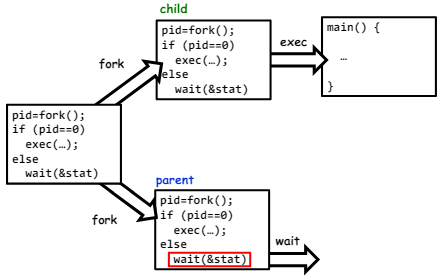 child
pid=fork();
if (pid==0)
exec(…);
else
wait(&stat)
exec
main() {
…
}
fork
pid=fork();
if (pid==0)
exec(…);
else
wait(&stat)
fork
parent
pid=fork();
if (pid==0)
exec(…);
else
wait(&stat)
wait